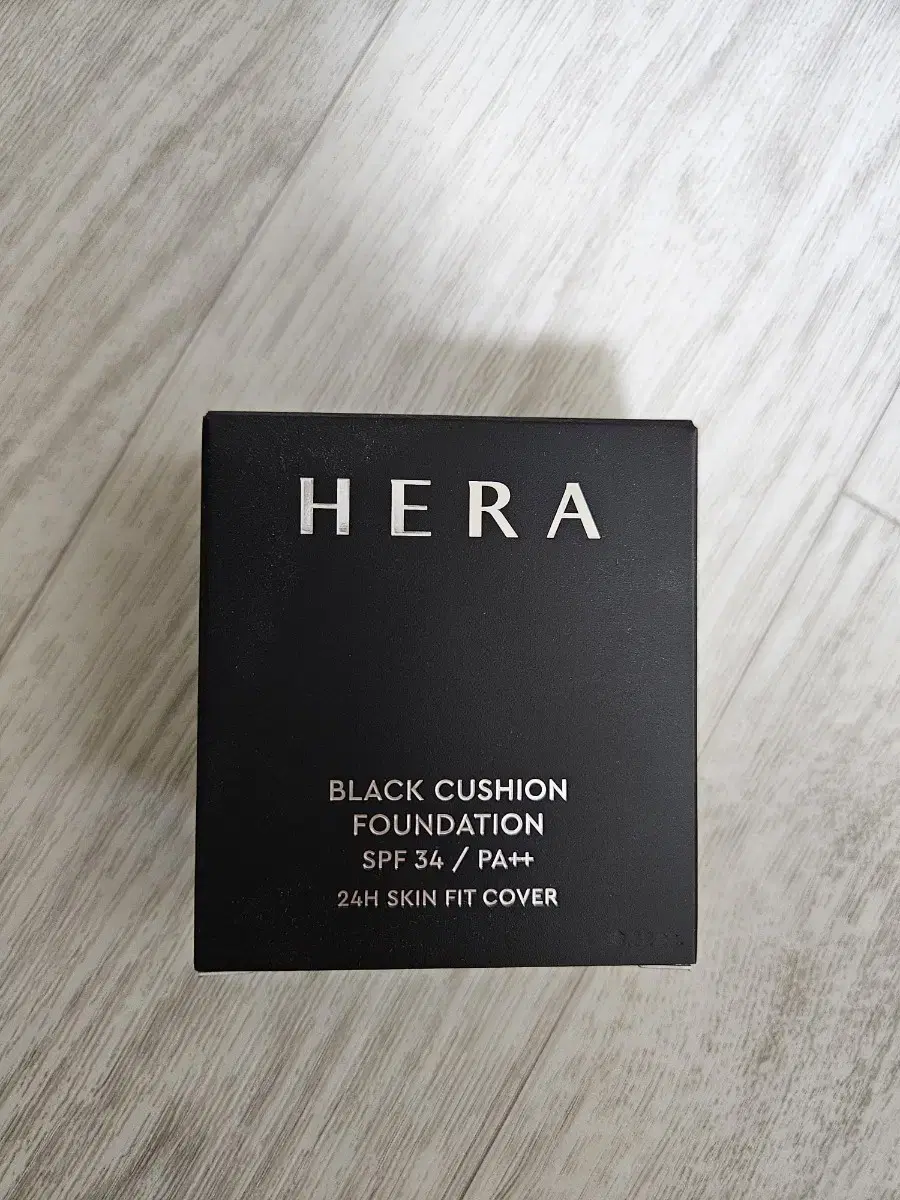 HERA
BLACK CUSHION
FOUNDATION
SPF 34 / PA++
24H SKIN FIT COVER